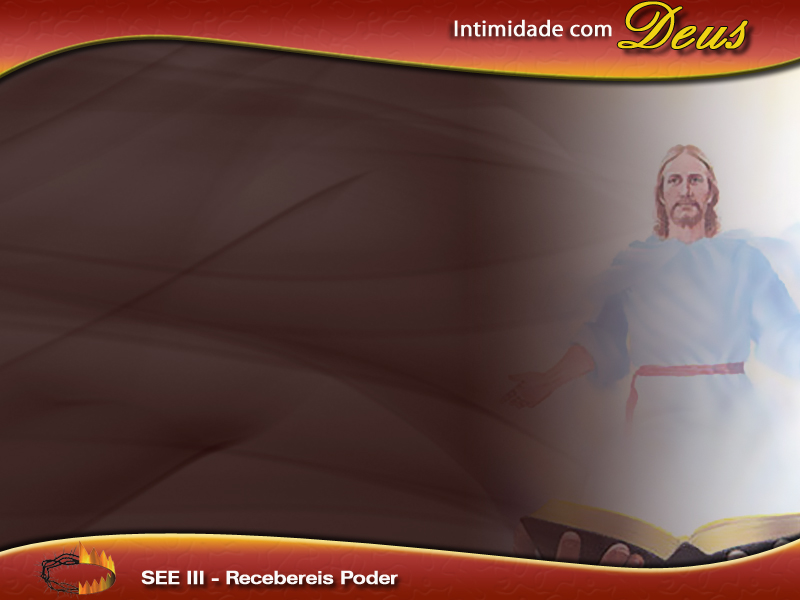 Intimidade com Deus
SEE III - Recebereis Poder